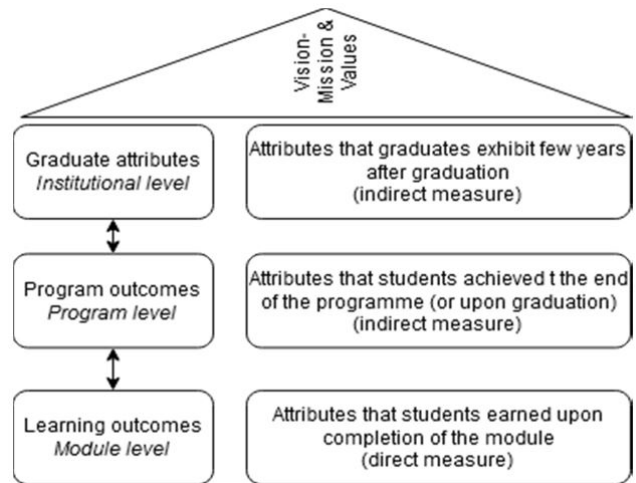 Vision-
Mission &
Values
Graduate attributes
Institutional level
Attributes that graduates exhibit few years
after graduation
(indirect measure)
Program outcomes
Program level
Attributes that students achieved t the end
of the programme (or upon graduation)
(indirect measure)
Learning outcomes
Module level
Attributes that students earned upon
completion of the module
(direct measure)